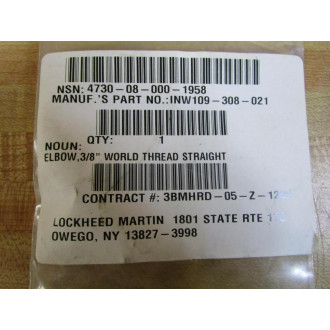 NSN: 4730-08-000-1958
MANUF.'S PART NO.:INW109-308-021
QTY: 1
NOUN:
ELBOW,3/8" WORLD THREAD STRAIGHT
CONTRACT #: 3BMHRD-05-Z-12
LOCKHEED MARTIN 1801 STATE RTE
OWEGO, NY 13827-3998